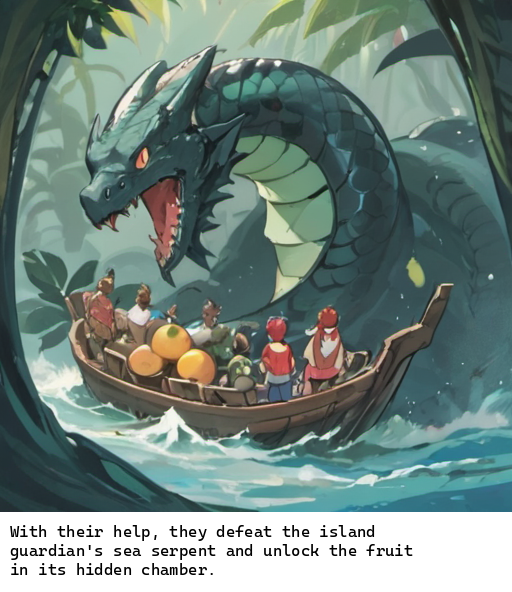 With their help, they defeat the island
guardian's sea serpent and unlock the fruit
in its hidden chamber.